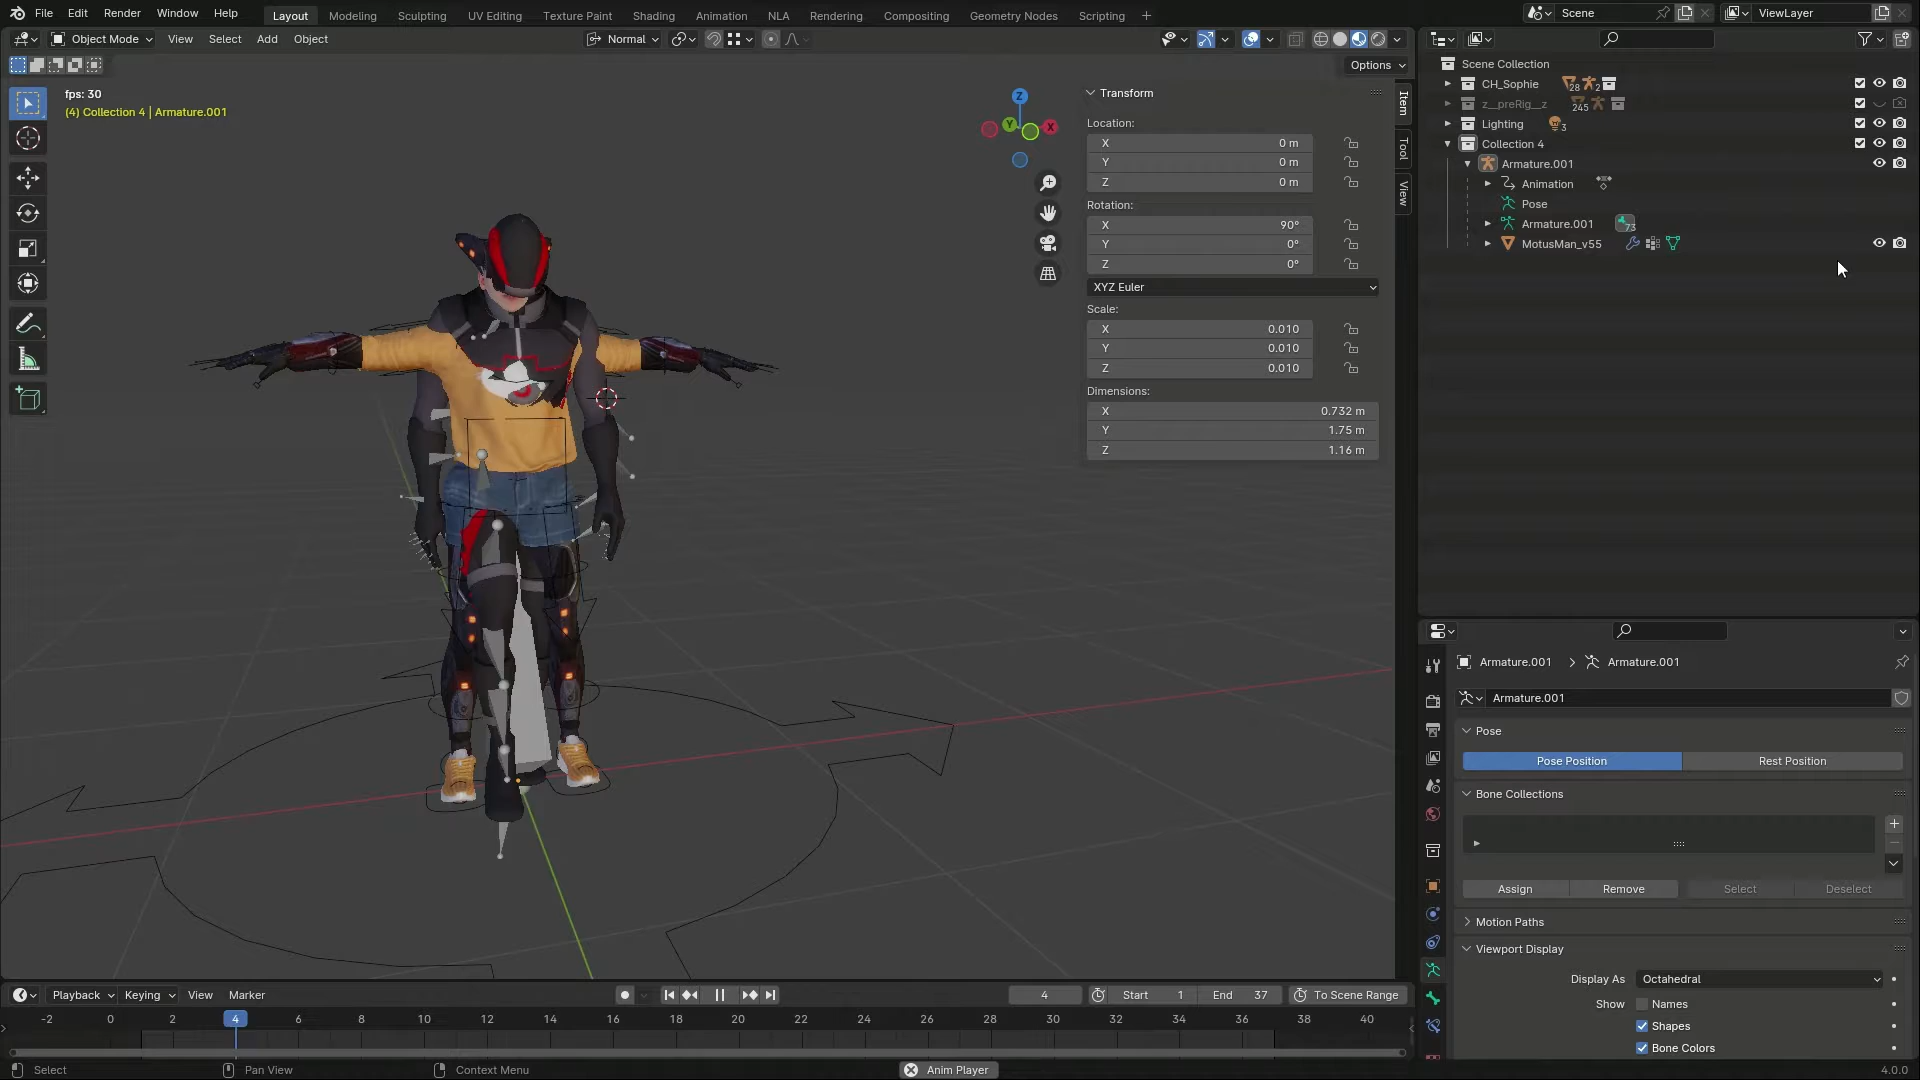 File Edit Render Window Help Layout Modeling Sculpting UV Editing Texture Paint Shading Animation NLA Rendering Compositing Geometry Nodes Scripting + Scene ViewLayer
Object Mode View Select Add Object Normal
Options
fps: 30
(4) Collection 4 | Armature.001
Z
Y
X
Transform
Location:
X 0 m
Y 0 m
Z 0 m
Rotation:
X 90°
Y 0°
Z 0°
XYZ Euler
Scale:
X 0.010
Y 0.010
Z 0.010
Dimensions:
X 0.732 m
Y 1.75 m
Z 1.16 m
Item
Tool
View
Scene Collection
CH_Sophie 28 2
z__preRig__z 245
Lighting 3
Collection 4
Armature.001
Animation
Pose
Armature.001 73
MotusMan_v55
Armature.001 > Armature.001
Armature.001
Pose
Pose Position Rest Position
Bone Collections
Assign Remove Select Deselect
Motion Paths
Viewport Display
Display As Octahedral
Show Names
Shapes
Bone Colors
Playback Keying View Marker 4 Start 1 End 37 To Scene Range
-2 0 2 4 6 8 10 12 14 16 18 20 22 24 26 28 30 32 34 36 38 40
Select Pan View Context Menu Anim Player 4.0.0